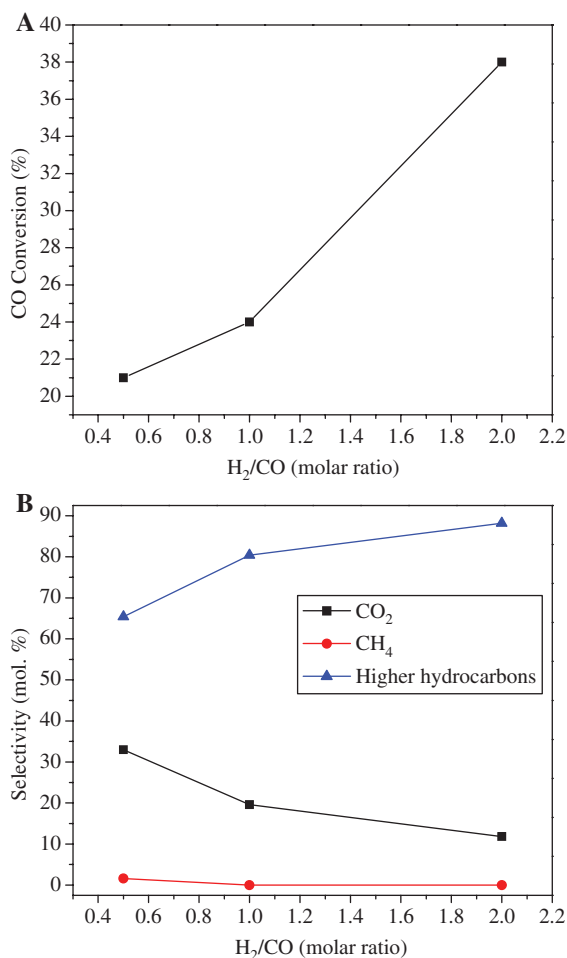 A
40
38
36
34
32
30
28
26
24
22
20
CO Conversion (%)
0.4 0.6 0.8 1.0 1.2 1.4 1.6 1.8 2.0 2.2
H₂/CO (molar ratio)
B
90
80
70
60
50
40
30
20
10
0
Selectivity (mol. %)
CO₂
CH₄
Higher hydrocarbons
0.4 0.6 0.8 1.0 1.2 1.4 1.6 1.8 2.0 2.2
H₂/CO (molar ratio)